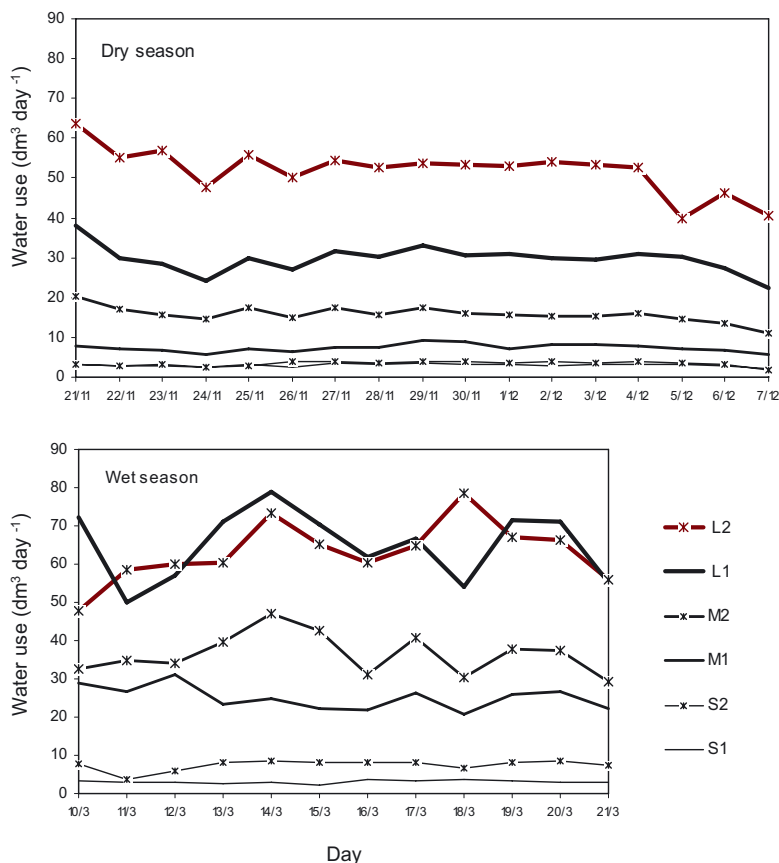 90
80
70
60
50
40
30
20
10
0
Water use (dm³ day⁻¹)
Dry season
21/11 22/11 23/11 24/11 25/11 26/11 27/11 28/11 29/11 30/11 1/12 2/12 3/12 4/12 5/12 6/12 7/12
90
80
70
60
50
40
30
20
10
0
Water use (dm³ day⁻¹)
Wet season
10/3 11/3 12/3 13/3 14/3 15/3 16/3 17/3 18/3 19/3 20/3 21/3
Day
L2
L1
M2
M1
S2
S1